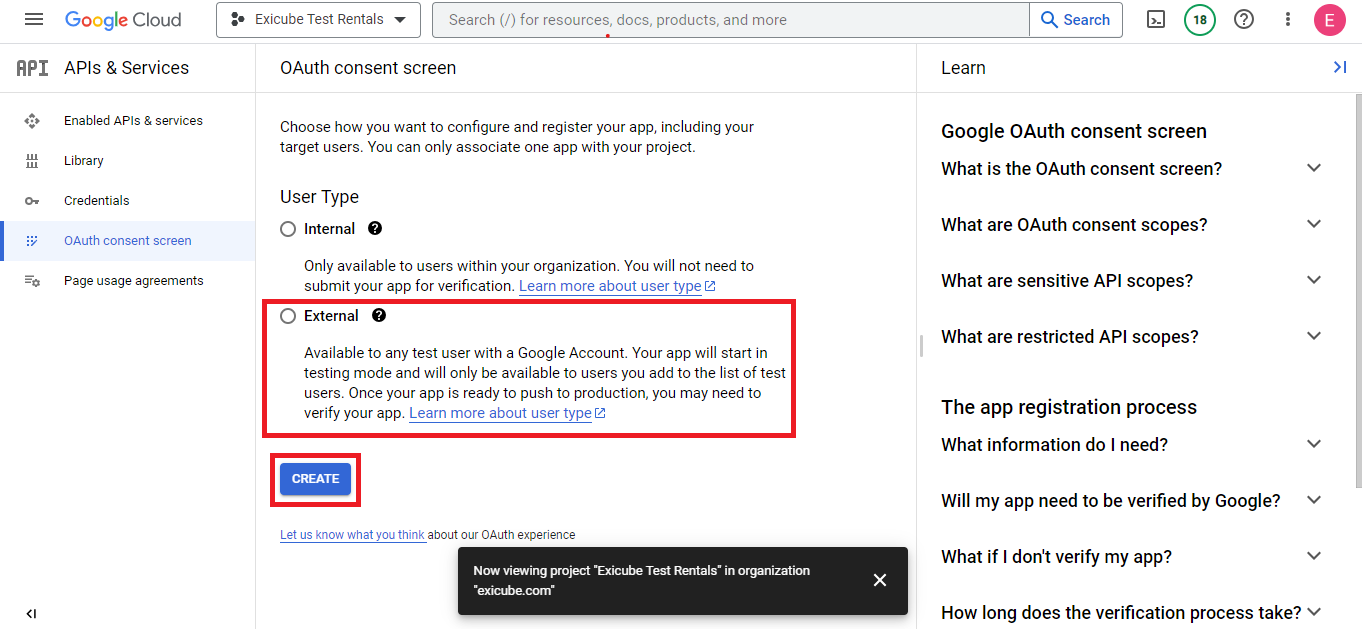 Google Cloud
Exicube Test Rentals
Search (/) for resources, docs, products, and more
Search
18
E
API APIs & Services
Enabled APIs & services
Library
Credentials
OAuth consent screen
Page usage agreements
OAuth consent screen
Choose how you want to configure and register your app, including your
target users. You can only associate one app with your project.
User Type
Internal
Only available to users within your organization. You will not need to
submit your app for verification. Learn more about user type
External
Available to any test user with a Google Account. Your app will start in
testing mode and will only be available to users you add to the list of test
users. Once your app is ready to push to production, you may need to
verify your app. Learn more about user type
CREATE
Let us know what you think about our OAuth experience
Now viewing project "Exicube Test Rentals" in organization
"exicube.com"
Learn
Google OAuth consent screen
What is the OAuth consent screen?
What are OAuth consent scopes?
What are sensitive API scopes?
What are restricted API scopes?
The app registration process
What information do I need?
Will my app need to be verified by Google?
What if I don't verify my app?
How long does the verification process take?